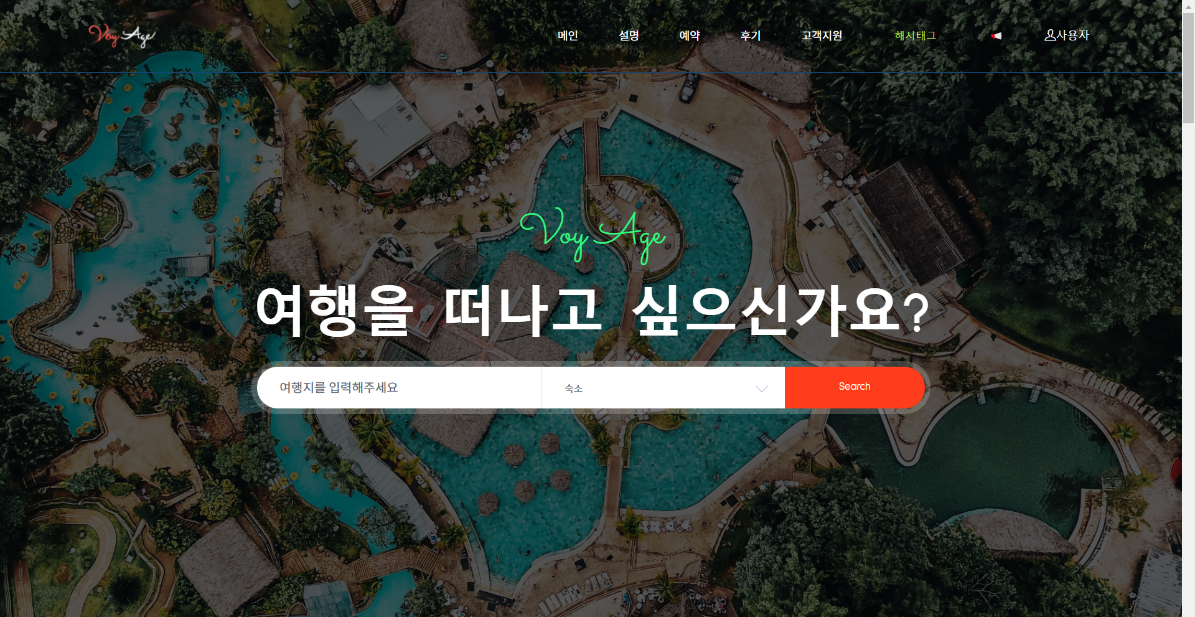 Voy Age
메인 설명 예약 후기 고객지원 해시태그 사용자
Voy Age
여행을 떠나고 싶으신가요?
여행지를 입력해주세요 숙소 Search